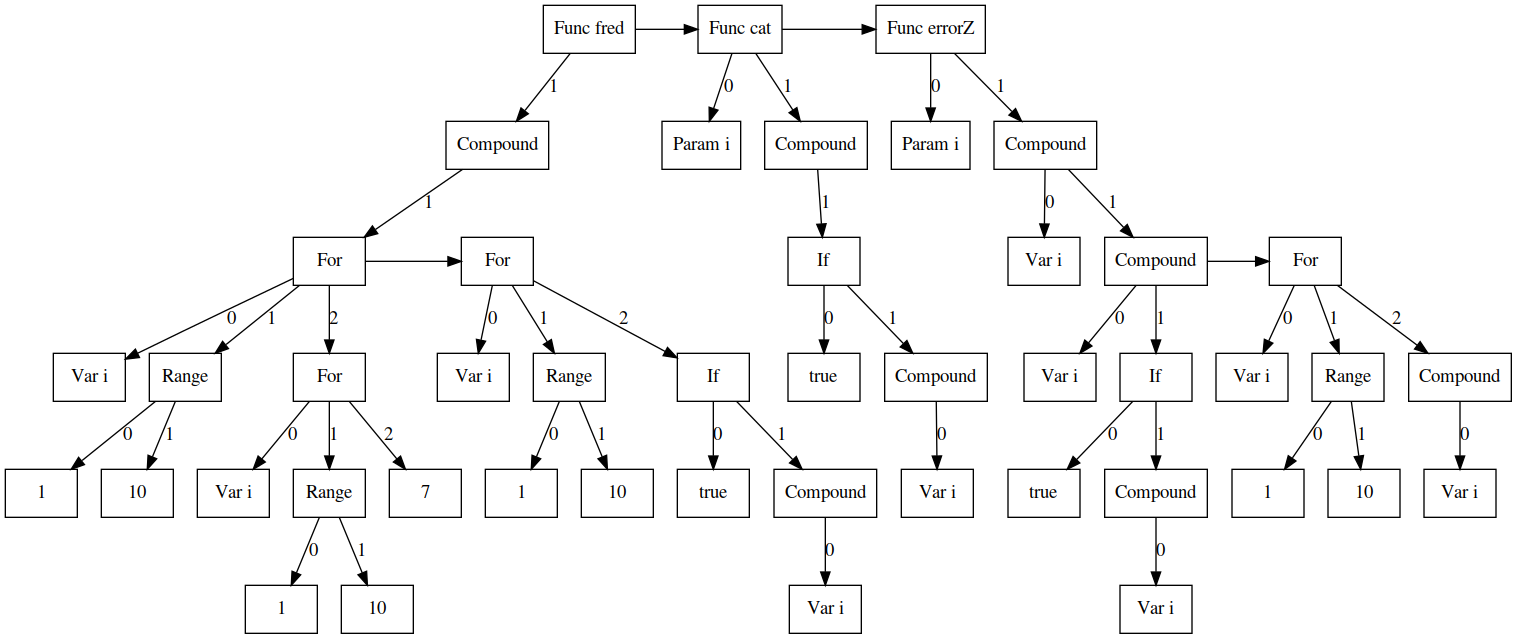 Func fred
Func cat
Func errorZ
1
0
1
0
1
Compound
Param i
Compound
Param i
Compound
1
1
0
1
For
For
If
Var i
Compound
For
0
1
2
0
1
2
0
1
0
1
0
1
2
Var i
Range
For
Var i
Range
If
true
Compound
Var i
If
Var i
Range
Compound
0
1
0
1
2
0
1
0
1
0
0
1
0
1
0
1
10
Var i
Range
7
1
10
true
Compound
Var i
true
Compound
1
10
Var i
0
1
0
0
1
10
Var i
Var i